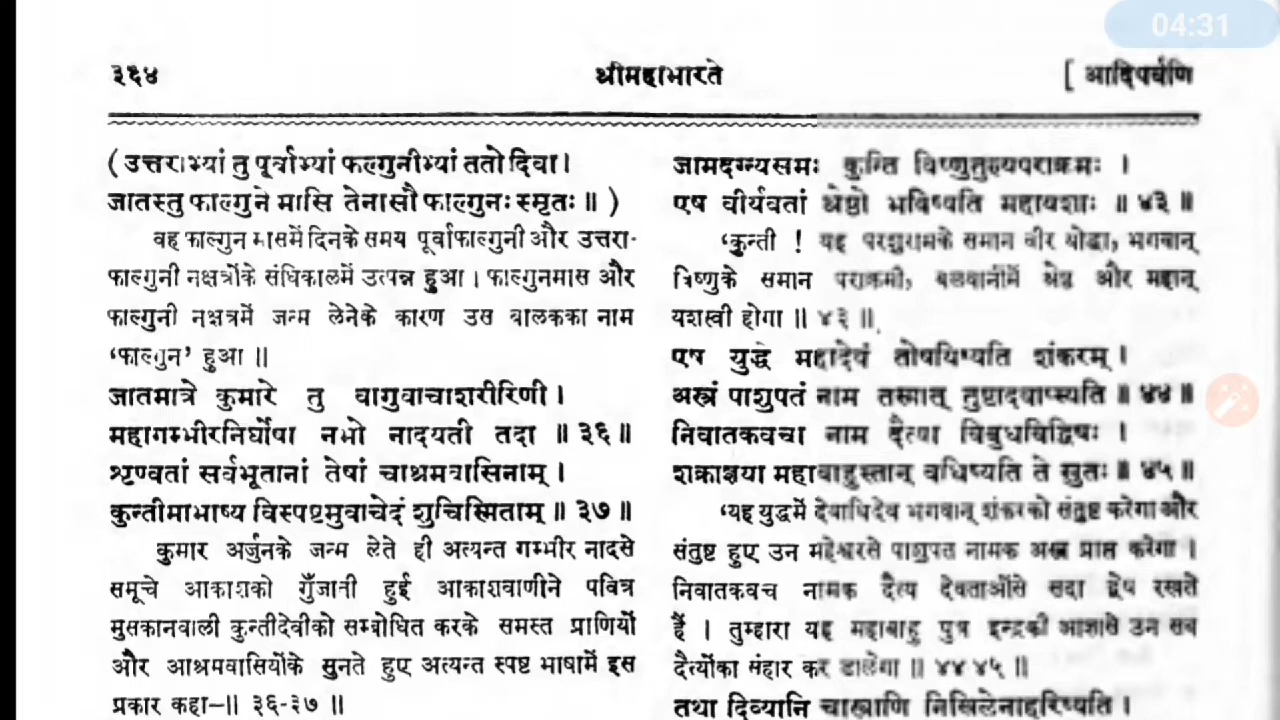 04:31
३६४
श्रीमहाभारते
[ आदिपर्वणि
(उत्तराभ्यां तु पूर्वाभ्यां फल्गुनीभ्यां ततो दिवा।
जातस्तु फाल्गुने मासि तेनासौ फाल्गुनः स्मृतः॥ )
वह फाल्गुन मासमें दिनके समय पूर्वाफाल्गुनी और उत्तरा-
फाल्गुनी नक्षत्रोंके संधिकालमें उत्पन्न हुआ। फाल्गुनमास और
फाल्गुनी नक्षत्रमें जन्म लेनेके कारण उस बालकका नाम
‘फाल्गुन’ हुआ ॥
जातमात्रे कुमारे तु वागुवाचाशरीरिणी।
महागम्भीरनिर्घोषा नभो नादयती तदा ॥ ३६॥
शृण्वतां सर्वभूतानां तेषां चाश्रमवासिनाम्।
कुन्तीमाभाष्य विस्पष्टमुवाचेदं शुचिस्मिताम् ॥ ३७॥
कुमार अर्जुनके जन्म लेते ही अत्यन्त गम्भीर नादसे
समूचे आकाशको गुँजाती हुई आकाशवाणीने पवित्र
मुसकानवाली कुन्तीदेवीको सम्बोधित करके समस्त प्राणियों
और आश्रमवासियोंके सुनते हुए अत्यन्त स्पष्ट भाषामें इस
प्रकार कहा—॥ ३६-३७ ॥
जामदग्न्यसमः कुन्ति विष्णुतुल्यपराक्रमः ।
एष वीर्यवतां श्रेष्ठो भविष्यति महायशाः ॥ ४३॥
‘कुन्ती ! यह परशुरामके समान वीर योद्धा, भगवान्
विष्णुके समान पराक्रमी, बलवानोंमें श्रेष्ठ और महान्
यशस्वी होगा ॥ ४३ ॥
एष युद्धे महादेवं तोषयिष्यति शंकरम्।
अस्त्रं पाशुपतं नाम तस्मात् तुष्टादवाप्स्यति ॥ ४४॥
निवातकवचा नाम दैत्या विबुधविद्विषः।
शक्राज्ञया महाबाहुस्तान् वधिष्यति ते सुतः॥ ४५॥
‘यह युद्धमें देवाधिदेव भगवान् शंकरको संतुष्ट करेगा और
संतुष्ट हुए उन महेश्वरसे पाशुपत नामक अस्त्र प्राप्त करेगा।
निवातकवच नामक दैत्य देवताओंसे सदा द्वेष रखते
हैं । तुम्हारा यह महाबाहु पुत्र इन्द्रकी आज्ञासे उन सब
दैत्योंका संहार कर डालेगा॥ ४४ ४५॥
तथा दिव्यानि चास्त्राणि निखिलेनाहरिष्यति।